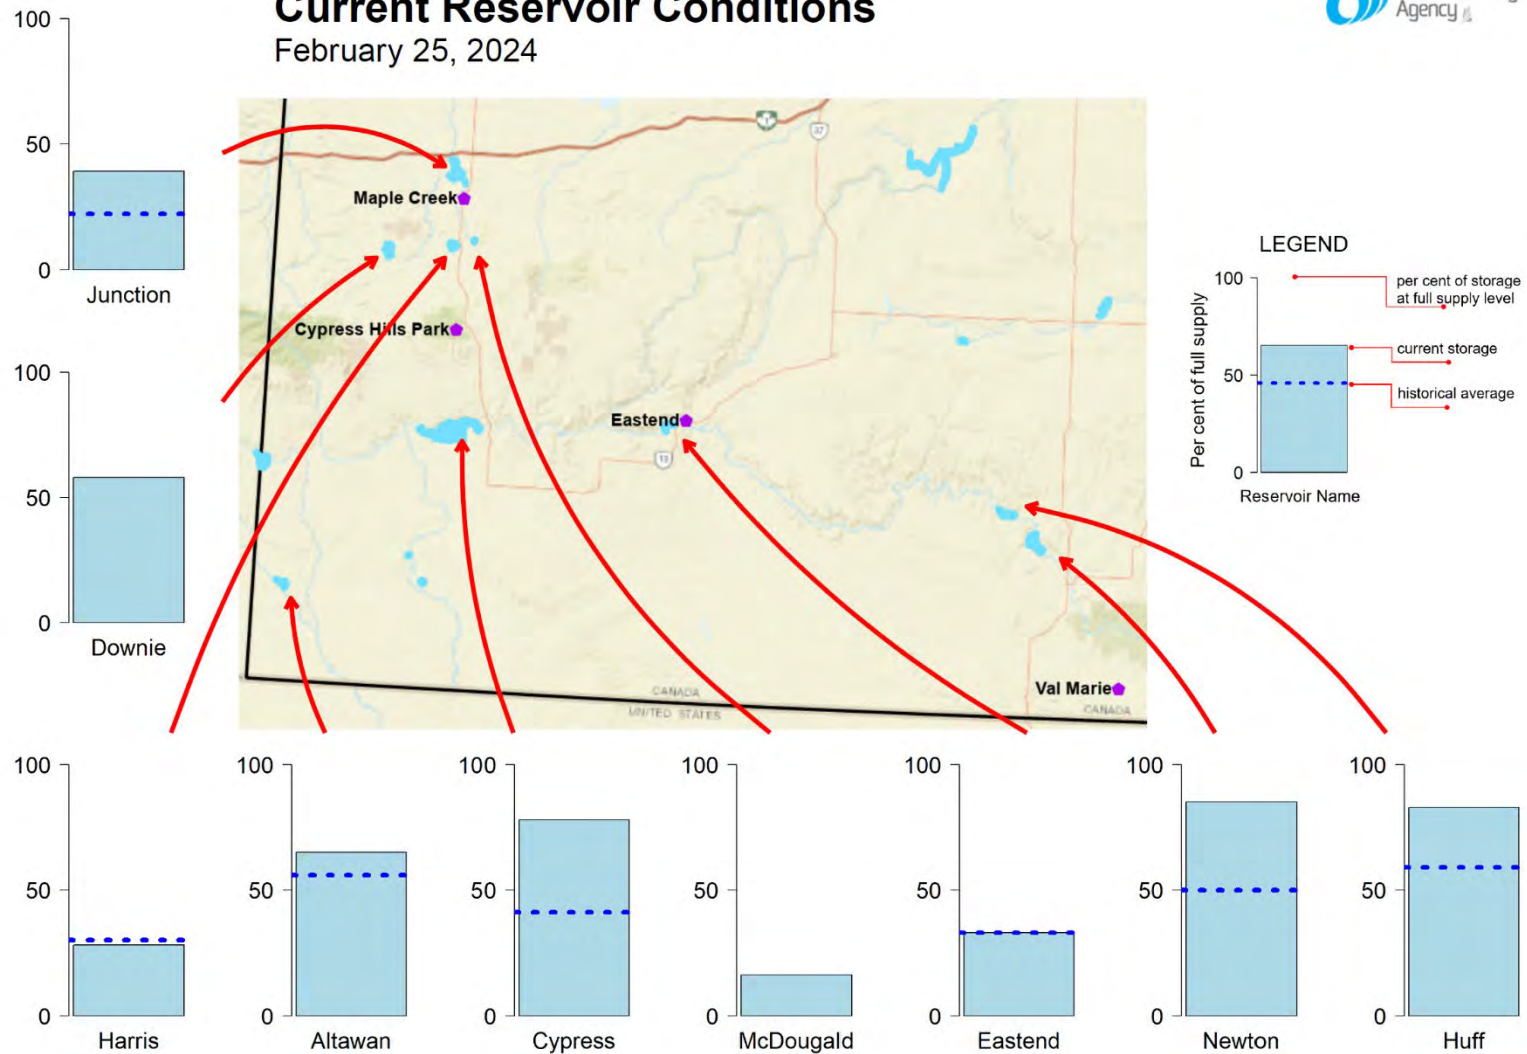 Current Reservoir Conditions
February 25, 2024
Agency
100
50
0
Junction
100
50
0
Downie
1
37
Maple Creek
Cypress Hills Park
Eastend
13
Val Marie
CANADA
UNITED STATES
CANADA
LEGEND
Per cent of full supply
100
50
0
per cent of storage
at full supply level
current storage
historical average
Reservoir Name
100
50
0
Harris
100
50
0
Altawan
100
50
0
Cypress
100
50
0
McDougald
100
50
0
Eastend
100
50
0
Newton
100
50
0
Huff